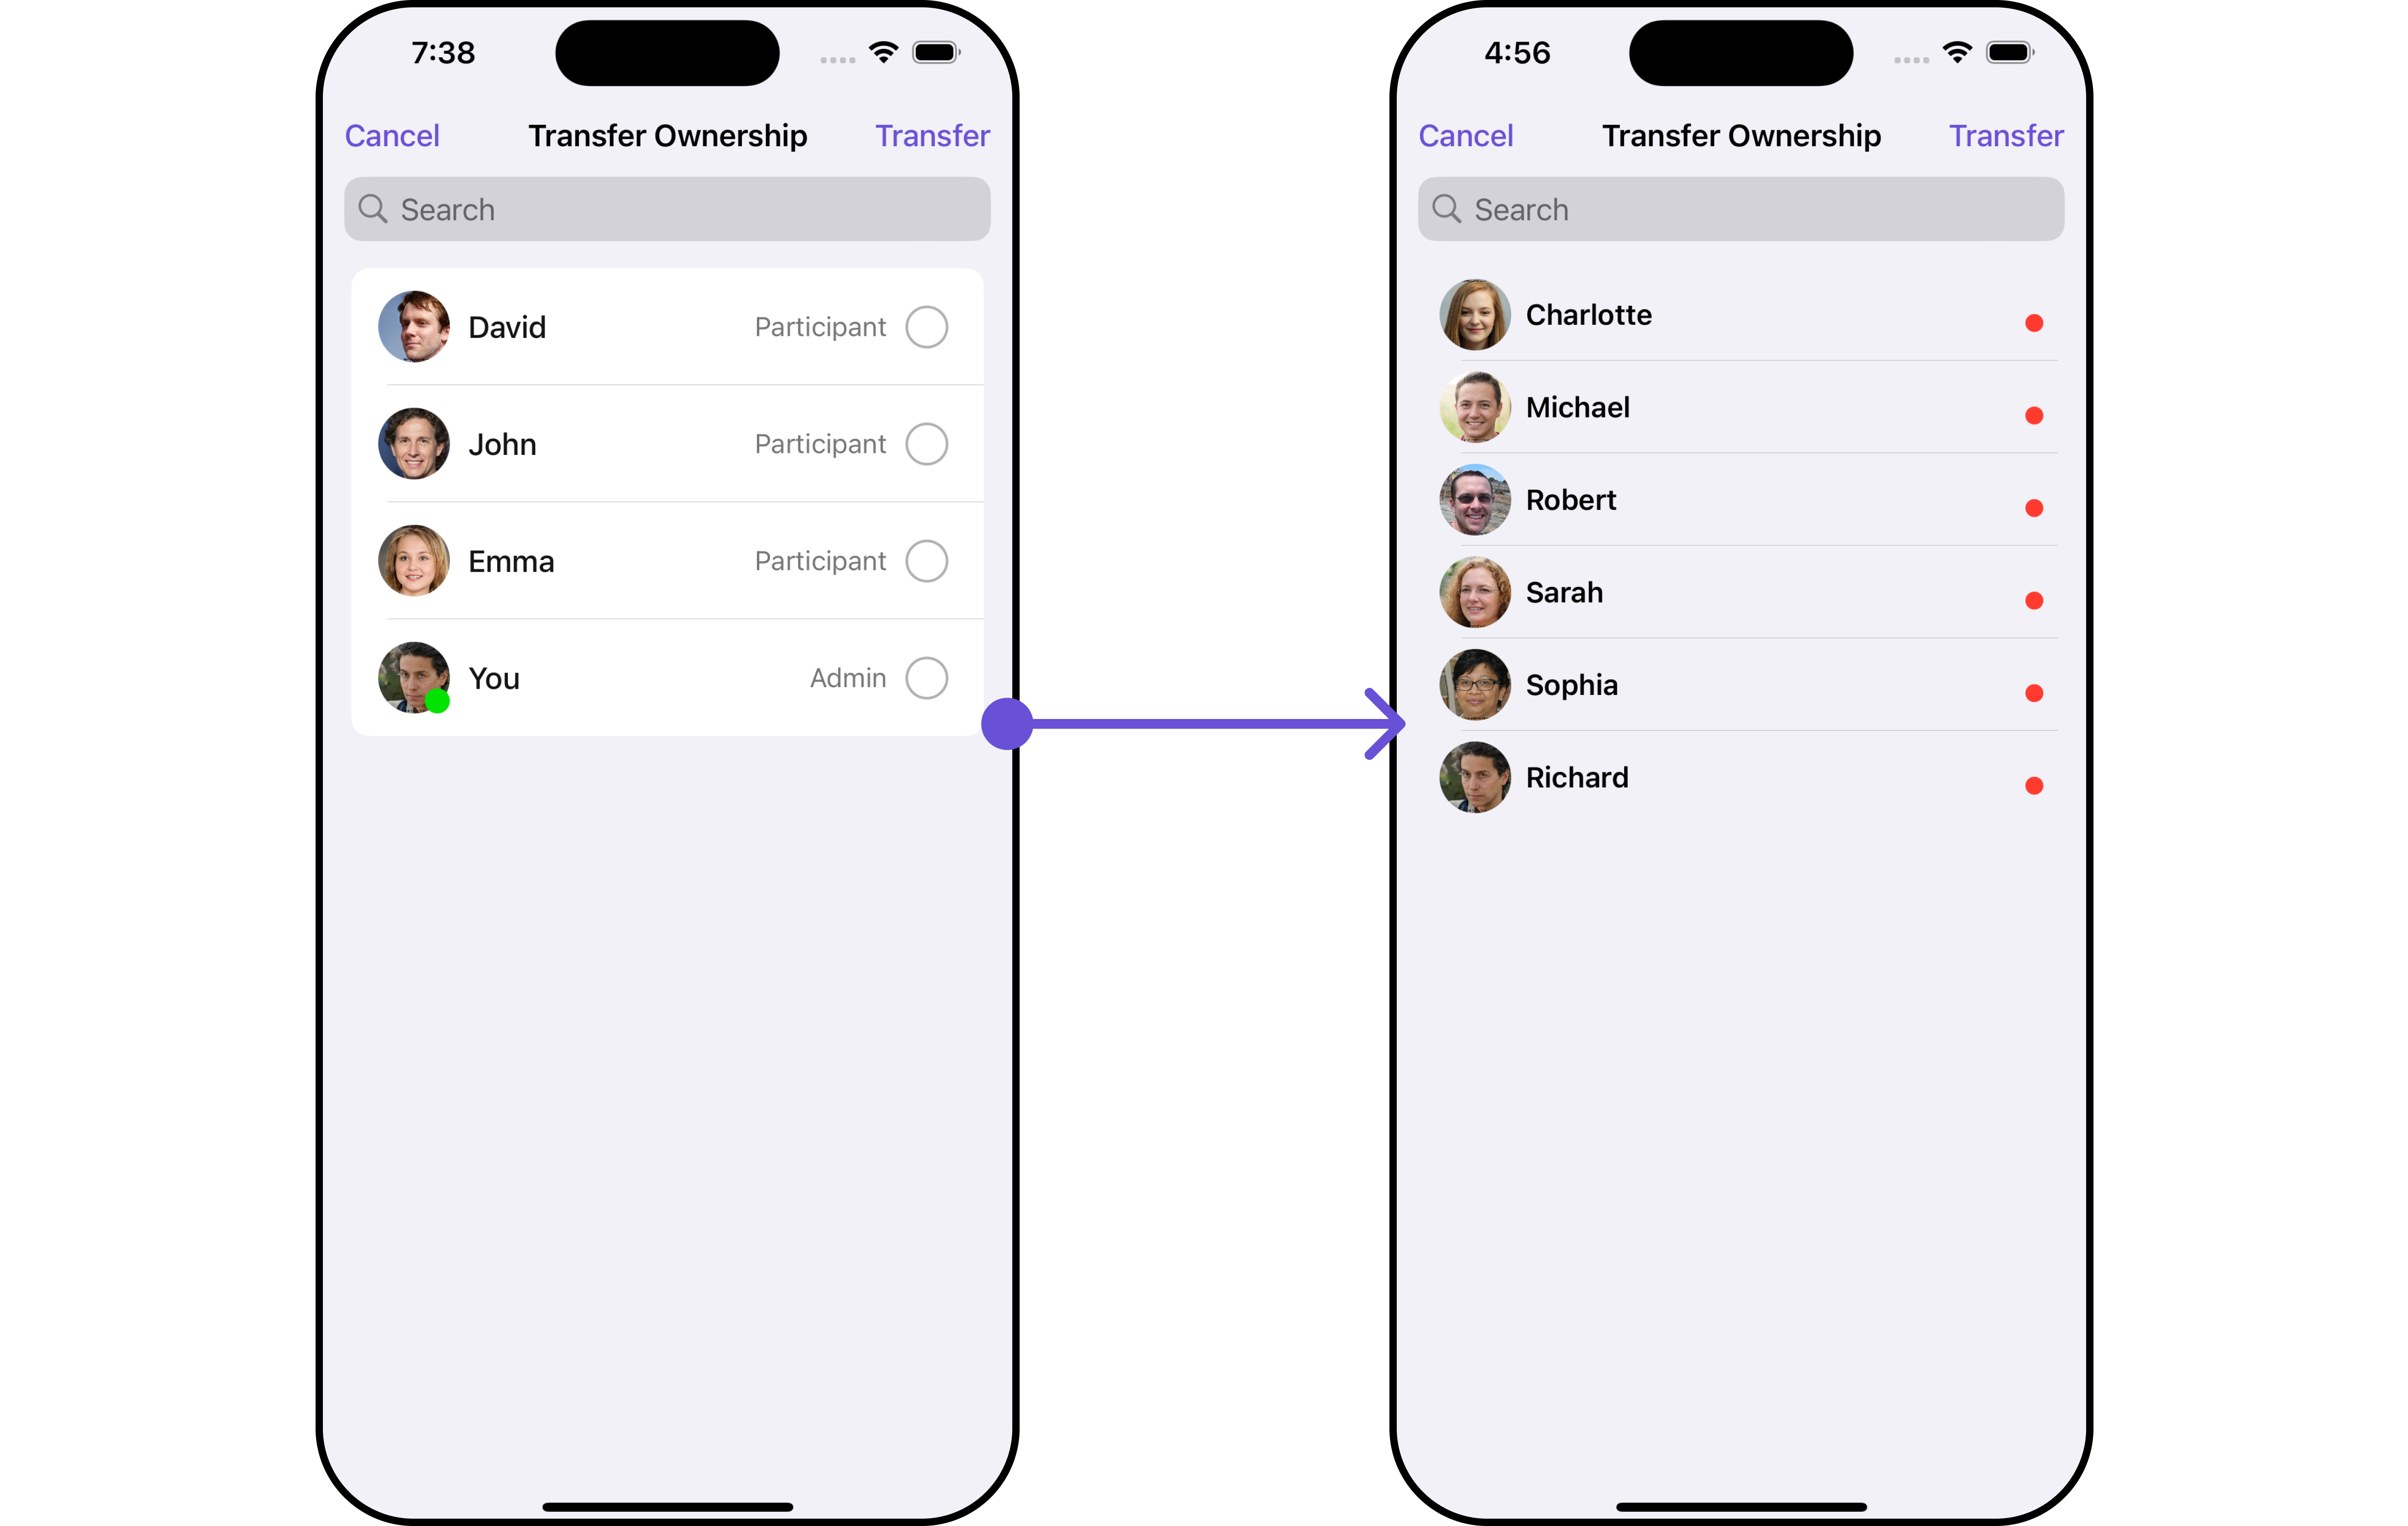 7:38
Cancel Transfer Ownership Transfer
Search
David Participant
John Participant
Emma Participant
You Admin
4:56
Cancel Transfer Ownership Transfer
Search
Charlotte
Michael
Robert
Sarah
Sophia
Richard